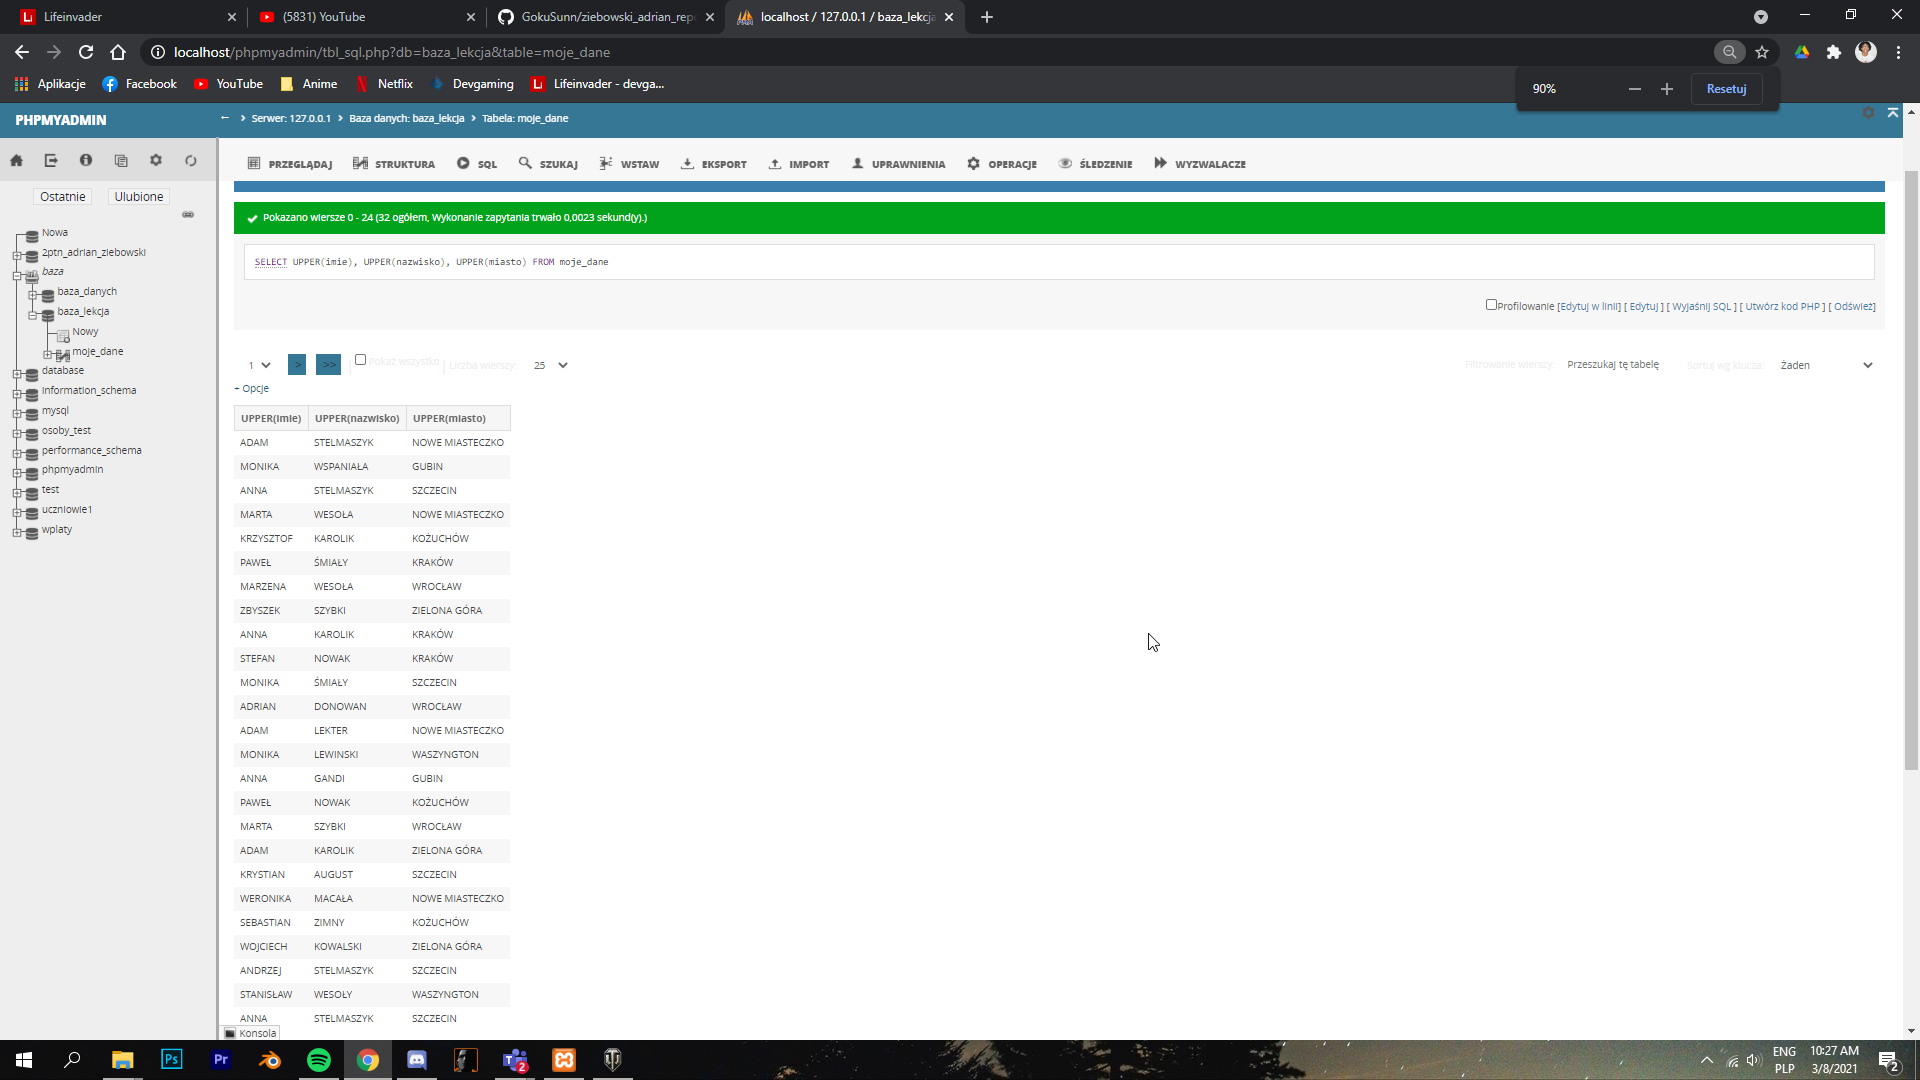 Lifeinvader
(5831) YouTube
GokuSunn/ziebowski_adrian_repo
localhost / 127.0.0.1 / baza_lekcja
localhost/phpmyadmin/tbl_sql.php?db=baza_lekcja&table=moje_dane
Aplikacje Facebook YouTube Anime Netflix Devgaming Lifeinvader - devga...
90% Resetuj
PHPMYADMIN
← › Serwer: 127.0.0.1 › Baza danych: baza_lekcja › Tabela: moje_dane
PRZEGLĄDAJ STRUKTURA SQL SZUKAJ WSTAW EKSPORT IMPORT UPRAWNIENIA OPERACJE ŚLEDZENIE WYZWALACZE
Ostatnie Ulubione
Nowa
2ptn_adrian_ziebowski
baza
baza_danych
baza_lekcja
Nowy
moje_dane
database
information_schema
mysql
osoby_test
performance_schema
phpmyadmin
test
uczniowie1
wplaty
Pokazano wiersze 0 - 24 (32 ogółem, Wykonanie zapytania trwało 0,0023 sekund(y).)
SELECT UPPER(imie), UPPER(nazwisko), UPPER(miasto) FROM moje_dane
Profilowanie [Edytuj w linii] [ Edytuj ] [ Wyjaśnij SQL ] [ Utwórz kod PHP ] [ Odśwież]
1 > >> | Pokaż wszystko | Liczba wierszy: 25 Filtrowanie wierszy: Przeszukaj tę tabelę Sortuj wg klucza: Żaden
+ Opcje
UPPER(imie) UPPER(nazwisko) UPPER(miasto)
ADAM STELMASZYK NOWE MIASTECZKO
MONIKA WSPANIAŁA GUBIN
ANNA STELMASZYK SZCZECIN
MARTA WESOŁA NOWE MIASTECZKO
KRZYSZTOF KAROLIK KOŻUCHÓW
PAWEŁ ŚMIAŁY KRAKÓW
MARZENA WESOŁA WROCŁAW
ZBYSZEK SZYBKI ZIELONA GÓRA
ANNA KAROLIK KRAKÓW
STEFAN NOWAK KRAKÓW
MONIKA ŚMIAŁY SZCZECIN
ADRIAN DONOWAN WROCŁAW
ADAM LEKTER NOWE MIASTECZKO
MONIKA LEWINSKI WASZYNGTON
ANNA GANDI GUBIN
PAWEŁ NOWAK KOŻUCHÓW
MARTA SZYBKI WROCŁAW
ADAM KAROLIK ZIELONA GÓRA
KRYSTIAN AUGUST SZCZECIN
WERONIKA MACAŁA NOWE MIASTECZKO
SEBASTIAN ZIMNY KOŻUCHÓW
WOJCIECH KOWALSKI ZIELONA GÓRA
ANDRZEJ STELMASZYK SZCZECIN
STANISŁAW WESOŁY WASZYNGTON
ANNA STELMASZYK SZCZECIN
Konsola
Ps Pr 2
ENG 10:27 AM
PLP 3/8/2021 2